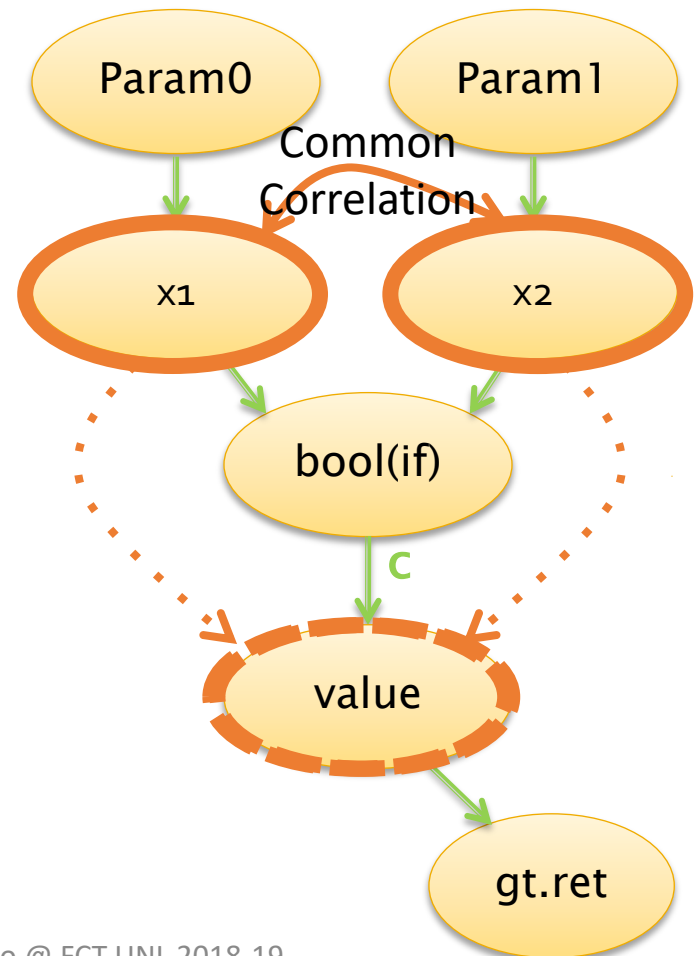 Param0 Param1
Common
Correlation
x1 x2
bool(if)
C
value
gt.ret
@ FCT UNL 2018-19